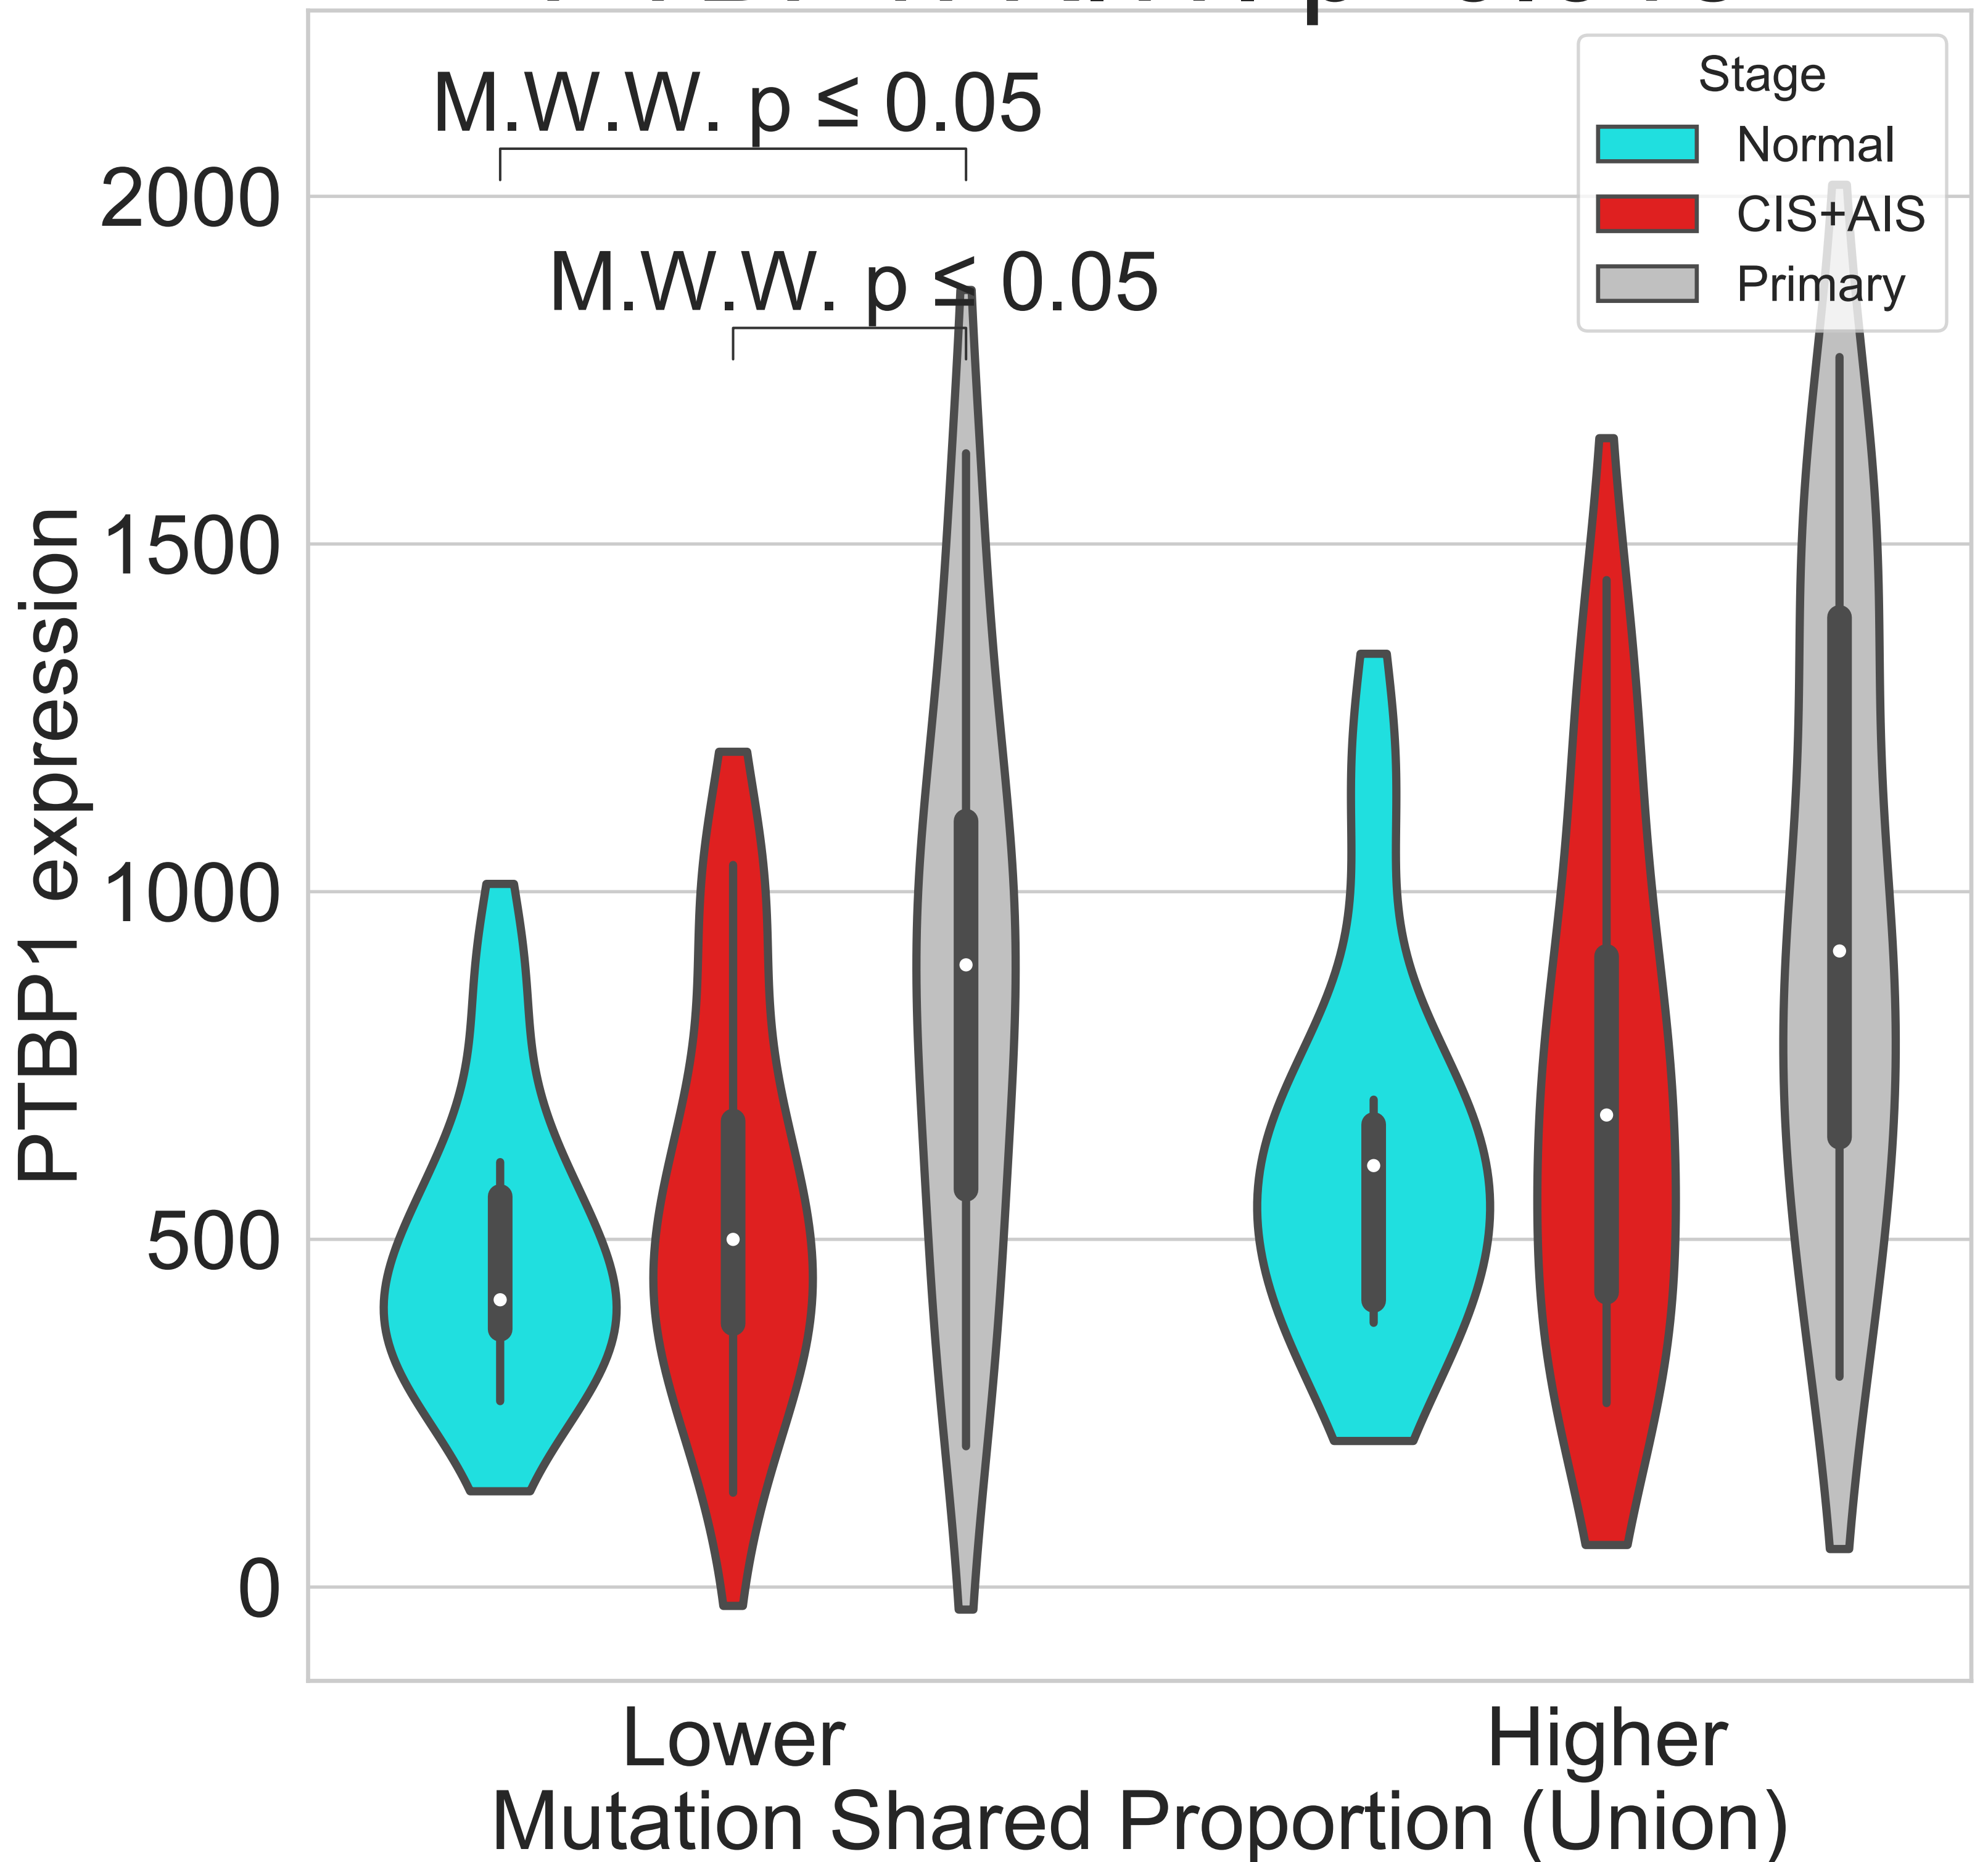 M.W.W. p ≤ 0.05
M.W.W. p ≤ 0.05
Stage
Normal
CIS+AIS
Primary
2000
1500
1000
500
0
PTBP1 expression
Lower
Higher
Mutation Shared Proportion (Union)